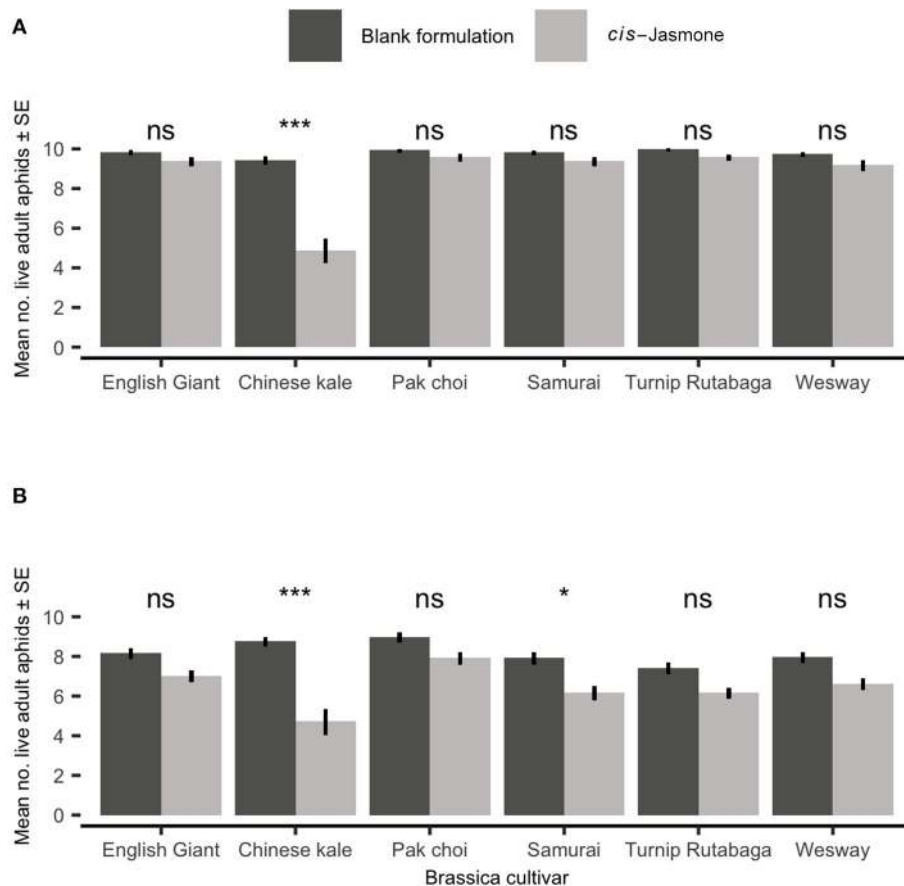 A
Blank formulation cis-Jasmone
Mean no. live adult aphids ± SE
ns *** ns ns ns ns
10
8
6
4
2
0
English Giant Chinese kale Pak choi Samurai Turnip Rutabaga Wesway
B
Mean no. live adult aphids ± SE
ns *** ns * ns ns
10
8
6
4
2
0
English Giant Chinese kale Pak choi Samurai Turnip Rutabaga Wesway
Brassica cultivar